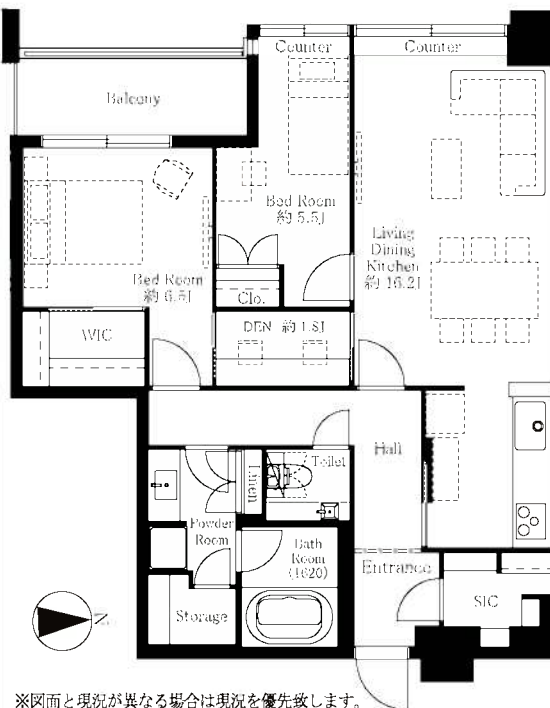 Counter
Counter
Balcony
Bed Room
約 5.5J
Living
Dining
Kitchen
約 16.2J
Bed Room
約 6.5J
Clo.
WIC
DEN 約 1.8J
Hall
Toilet
Linen
Powder
Room
Bath
Room
(1620)
Entrance
Storage
SIC
N
※図面と現況が異なる場合は現況を優先致します。